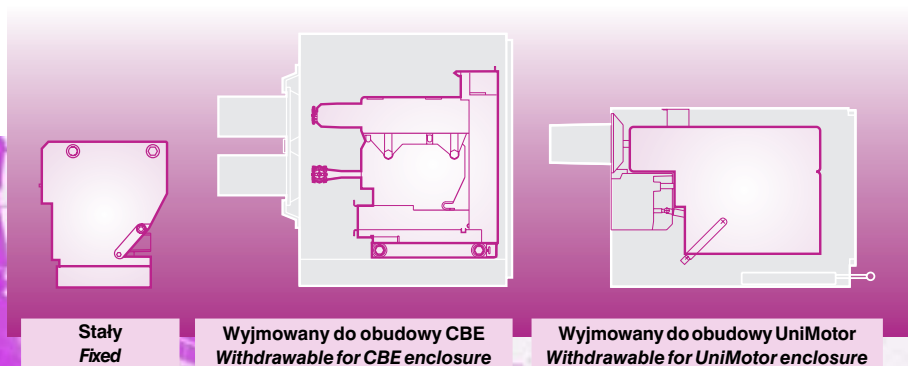 Stały
Fixed
Wyjmowany do obudowy CBE
Withdrawable for CBE enclosure
Wyjmowany do obudowy UniMotor
Withdrawable for UniMotor enclosure